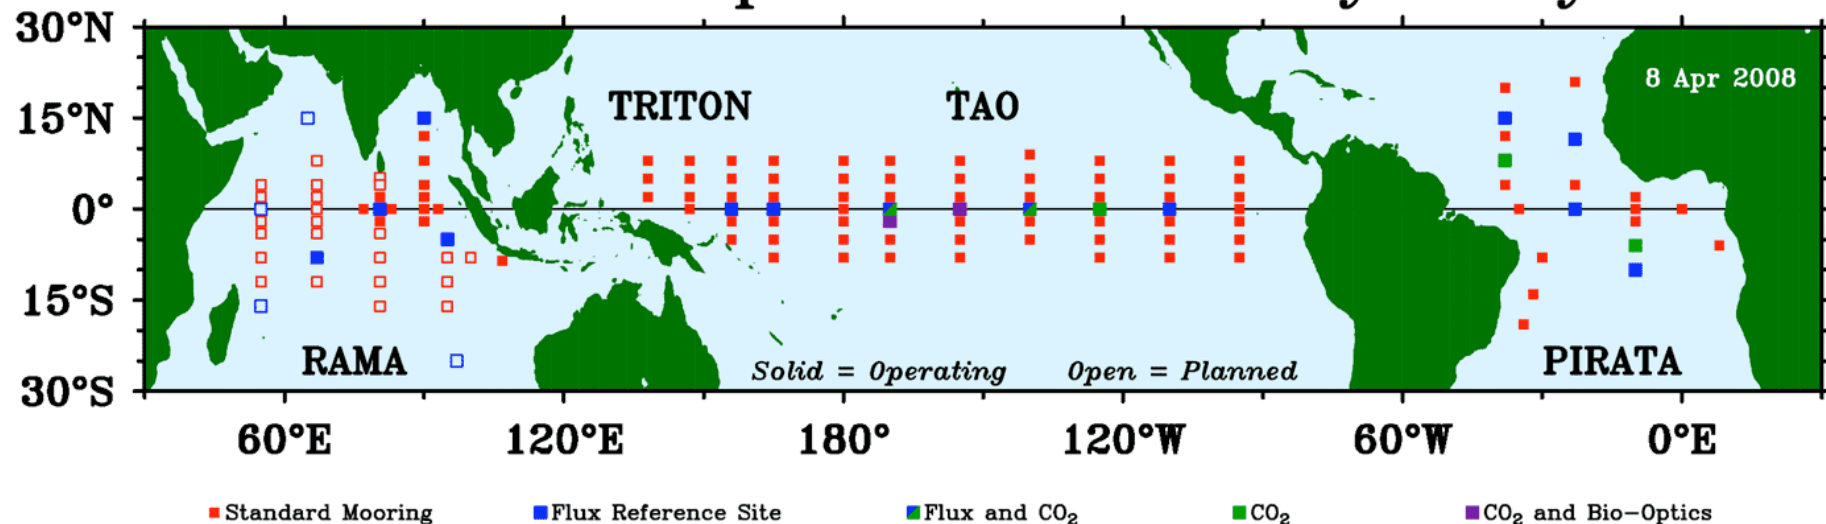 30°N
8 Apr 2008
TRITON TAO
15°N
0°
15°S
RAMA Solid = Operating Open = Planned PIRATA
30°S
60°E 120°E 180° 120°W 60°W 0°E
Standard Mooring Flux Reference Site Flux and CO₂ CO₂ CO₂ and Bio-Optics